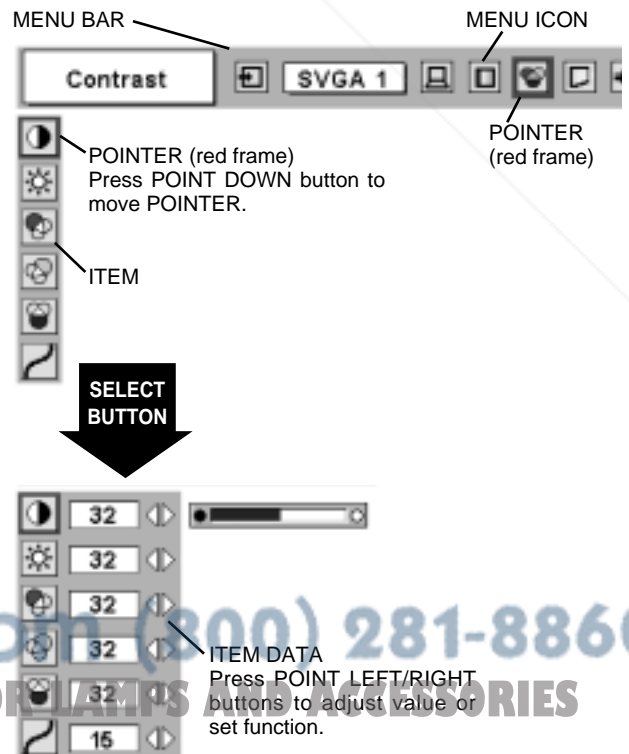 MENU BAR
MENU ICON
Contrast
SVGA 1
POINTER
(red frame)
POINTER (red frame)
Press POINT DOWN button to
move POINTER.
ITEM
SELECT
BUTTON
32
32
32
32
32
15
ITEM DATA
Press POINT LEFT/RIGHT
buttons to adjust value or
set function.
om (800) 281-886
R LAMPS AND ACCESSORIES